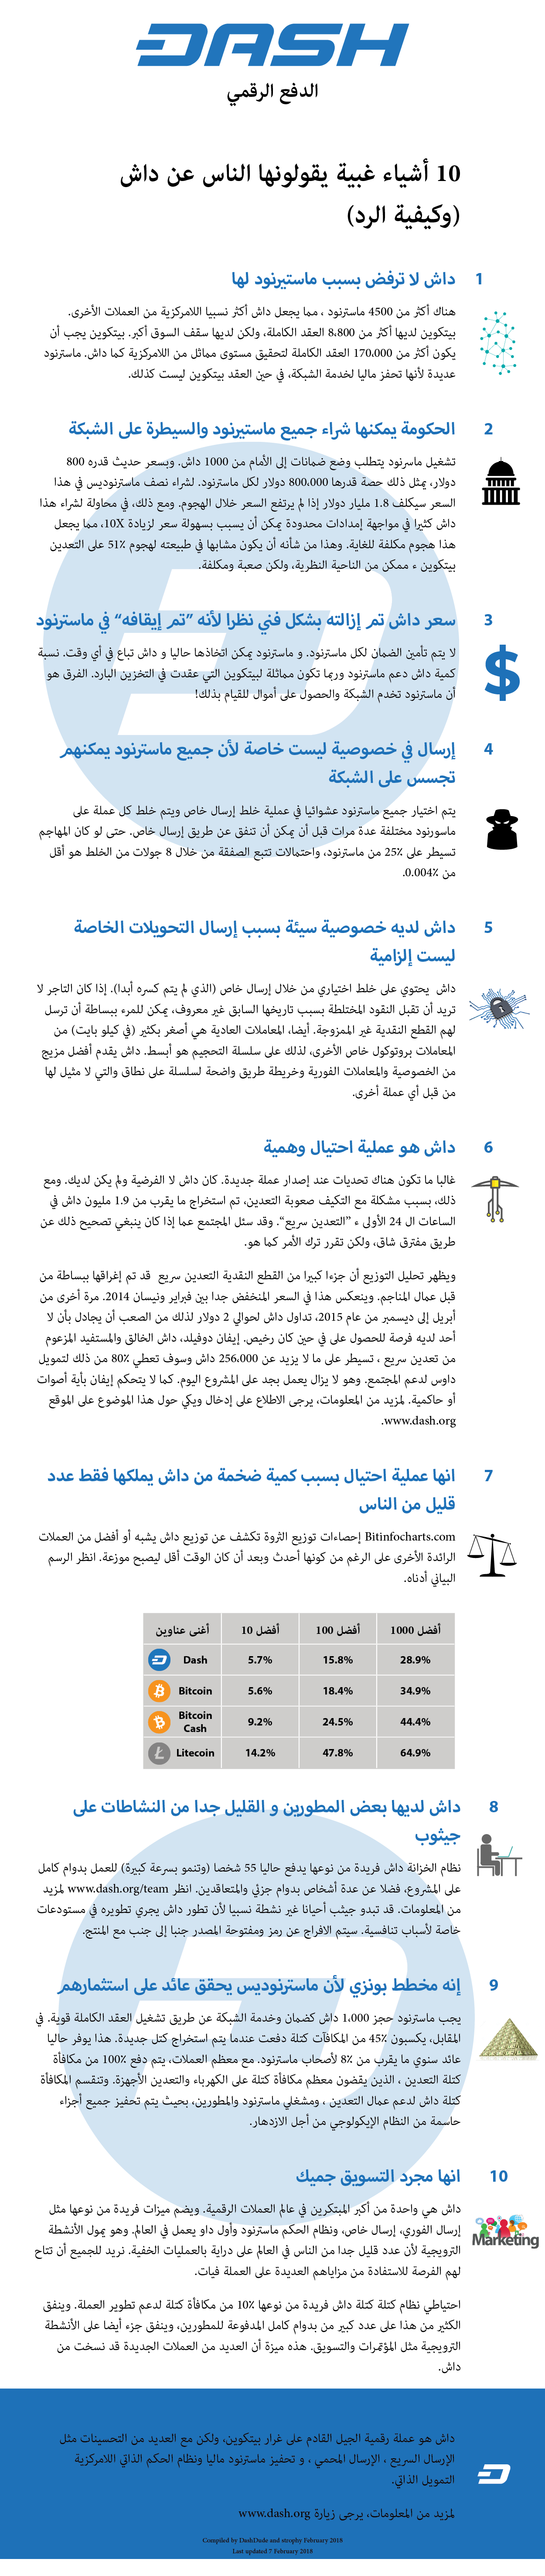 DASH
الدفع الرقمي
10 أشياء غبية يقولونها الناس عن داش
(وكيفية الرد)
1 داش لا ترفض بسبب ماستيرنود لها
هناك أكثر من 4500 ماسترنود ، مما يجعل داش أكثر نسبيا اللامركزية من العملات الأخرى.
بيتكوين لديها أكثر من 8.800 العقد الكاملة، ولكن لديها سقف السوق أكبر. بيتكوين يجب أن
يكون أكثر من 170.000 العقد الكاملة لتحقيق مستوى مماثل من اللامركزية كما داش. ماسترنود
عديدة لأنها تحفز ماليا لخدمة الشبكة، في حين العقد بيتكوين ليست كذلك.
2 الحكومة يمكنها شراء جميع ماستيرنود والسيطرة على الشبكة
تشغيل ماسرنود يتطلب وضع ضمانات إلى الأمام من 1000 داش. وبسعر حديث قدره 800
دولار، يمثل ذلك حصة قدرها 800،000 دولار لكل ماسترنود. لشراء نصف ماسترنوديس في هذا
السعر سيكلف 1.8 مليار دولار إذا لم يرتفع السعر خلال الهجوم. ومع ذلك، في محاولة لشراء هذا
داش كثيرا في مواجهة إمدادات محدودة يمكن أن يسبب بسهولة سعر لزيادة 10X، مما يجعل
هذا هجوم مكلفة للغاية. وهذا من شأنه أن يكون مشابها في طبيعته لهجوم 51٪ على التعدين
بيتكوين ء ممكن من الناحية النظرية، ولكن صعبة ومكلفة.
3 سعر داش تم إزالته بشكل فني نظرا لأنه ”تم إيقافه“ في ماسترنود
لا يتم تأمين الضمان لكل ماسترنود. و ماسترنود يمكن اتخاذها حاليا و داش تباع في أي وقت. نسبة
كمية داش دعم ماسترنود وربما تكون مماثلة لبيتكوين التي عقدت في التخزين البارد. الفرق هو
أن ماسترنود تخدم الشبكة والحصول على أموال للقيام بذلك!
4 إرسال في خصوصية ليست خاصة لأن جميع ماسترنود يمكنهم
تجسس على الشبكة
يتم اختيار جميع ماسترنود عشوائيا في عملية خلط إرسال خاص ويتم خلط كل عملة على
ماسورنود مختلفة عدة مرات قبل أن يمكن أن تنفق عن طريق إرسال خاص. حتى لو كان المهاجم
تسيطر على 25٪ من ماسترنود، واحتمالات تتبع الصفقة من خلال 8 جولات من الخلط هو أقل
من 0.004٪.
5 داش لديه خصوصية سيئة بسبب إرسال التحويلات الخاصة
ليست إلزامية
داش يحتوي على خلط اختياري من خلال إرسال خاص (الذي لم يتم كسره أبدا). إذا كان التاجر لا
تريد أن تقبل النقود المختلطة بسبب تاريخها السابق غير معروف، يمكن للمرء ببساطة أن ترسل
لهم القطع النقدية غير الممزوجة. أيضا، المعاملات العادية هي أصغر بكثير (في كيلو بايت) من
المعاملات بروتوكول خاص الأخرى، لذلك على سلسلة التحجيم هو أبسط. داش يقدم أفضل مزيج
من الخصوصية والمعاملات الفورية وخريطة طريق واضحة لسلسلة على نطاق والتي لا مثيل لها
من قبل أي عملة أخرى.
6 داش هو عملية احتيال وهمية
غالبا ما تكون هناك تحديات عند إصدار عملة جديدة. كان داش لا الفرضية ولم يكن لديك. ومع
ذلك، بسبب مشكلة مع التكيف صعوبة التعدين، تم استخراج ما يقرب من 1.9 مليون داش في
الساعات ال 24 الأولى ء ”التعدين سريع“. وقد سئل المجتمع عما إذا كان ينبغي تصحيح ذلك عن
طريق مفترق شاق، ولكن تقرر ترك الأمر كما هو.
ويظهر تحليل التوزيع أن جزءا كبيرا من القطع النقدية التعدين سريع قد تم إغراقها ببساطة من
قبل عمال المناجم. وينعكس هذا في السعر المنخفض جدا بين فبراير ونيسان 2014. مرة أخرى من
أبريل إلى ديسمبر من عام 2015، تداول داش لحوالي 2 دولار لذلك من الصعب أن يجادل بأن لا
أحد لديه فرصة للحصول على في حين كان رخيص. إيفان دوفيلد، داش الخالق والمستفيد المزعوم
من تعدين سريع ، تسيطر على ما لا يزيد عن 256،000 داش وسوف تعطي 80٪ من ذلك لتمويل
داوس لدعم المجتمع. وهو لا يزال يعمل بجد على المشروع اليوم. كما لا يتحكم إيفان بأية أصوات
أو حاكمية. لمزيد من المعلومات، يرجى الاطلاع على إدخال ويكي حول هذا الموضوع على الموقع
www.dash.org.
7 انها عملية احتيال بسبب كمية ضخمة من داش يملكها فقط عدد
قليل من الناس
Bitinfocharts.com إحصاءات توزيع الثروة تكشف عن توزيع داش يشبه أو أفضل من العملات
الرائدة الأخرى على الرغم من كونها أحدث وبعد أن كان الوقت أقل ليصبح موزعة. انظر الرسم
البياني أدناه.
أغنى عناوين أفضل 10 أفضل 100 أفضل 1000
Dash 5.7% 15.8% 28.9%
Bitcoin 5.6% 18.4% 34.9%
Bitcoin Cash 9.2% 24.5% 44.4%
Litecoin 14.2% 47.8% 64.9%
8 داش لديها بعض المطورين و القليل جدا من النشاطات على
جيثوب
نظام الخزانة داش فريدة من نوعها يدفع حاليا 55 شخصا (وتنمو بسرعة كبيرة) للعمل بدوام كامل
على المشروع، فضلا عن عدة أشخاص بدوام جزئي والمتعاقدين. انظر www.dash.org/team لمزيد
من المعلومات. قد تبدو جيثب أحيانا غير نشطة نسبيا لأن تطور داش يجري تطويره في مستودعات
خاصة لأسباب تنافسية. سيتم الافراج عن رمز ومفتوحة المصدر جنبا إلى جنب مع المنتج.
9 إنه مخطط بونزي لأن ماسترنوديس يحقق عائد على استثمارهم
يجب ماسترنود حجز 1،000 داش كضمان وخدمة الشبكة عن طريق تشغيل العقد الكاملة قوية. في
المقابل، يكسبون 45٪ من المكافآت كتلة دفعت عندما يتم استخراج كتل جديدة. هذا يوفر حاليا
عائد سنوي ما يقرب من 8٪ لأصحاب ماسترنود. مع معظم العملات، يتم دفع 100٪ من مكافأة
كتلة التعدين ، الذين يقضون معظم مكافأة كتلة على الكهرباء والتعدين الأجهزة. وتنقسم المكافأة
كتلة داش لدعم عمال التعدين ، ومشغلي ماسترنود والمطورين، بحيث يتم تحفيز جميع أجزاء
حاسمة من النظام الإيكولوجي من أجل الازدهار.
10 انها مجرد التسويق جميك
Marketing
داش هي واحدة من أكبر المبتكرين في عالم العملات الرقمية. ويضم ميزات فريدة من نوعها مثل
إرسال الفوري، إرسال خاص، ونظام الحكم ماسترنود وأول داو يعمل في العالم. وهو يمول الأنشطة
الترويجية لأن عدد قليل جدا من الناس في العالم على دراية بالعمليات الخفية. نريد للجميع أن تتاح
لهم الفرصة للاستفادة من مزاياهم العديدة على العملة فيات.
احتياطي نظام كتلة كتلة داش فريدة من نوعها 10٪ من مكافأة كتلة لدعم تطوير العملة. وينفق
الكثير من هذا على عدد كبير من بدوام كامل المدفوعة للمطورين، وينفق جزء أيضا على الأنشطة
الترويجية مثل المؤتمرات والتسويق. هذه ميزة أن العديد من العملات الجديدة قد نسخت من
داش.
داش هو عملة رقمية الجيل القادم على غرار بيتكوين، ولكن مع العديد من التحسينات مثل
الإرسال السريع ، الإرسال المحمي ، و تحفيز ماسترنود ماليا ونظام الحكم الذاتي اللامركزية
التمويل الذاتي.
لمزيد من المعلومات، يرجى زيارة www.dash.org
Compiled by DashDude and strophy February 2018
Last updated 7 February 2018